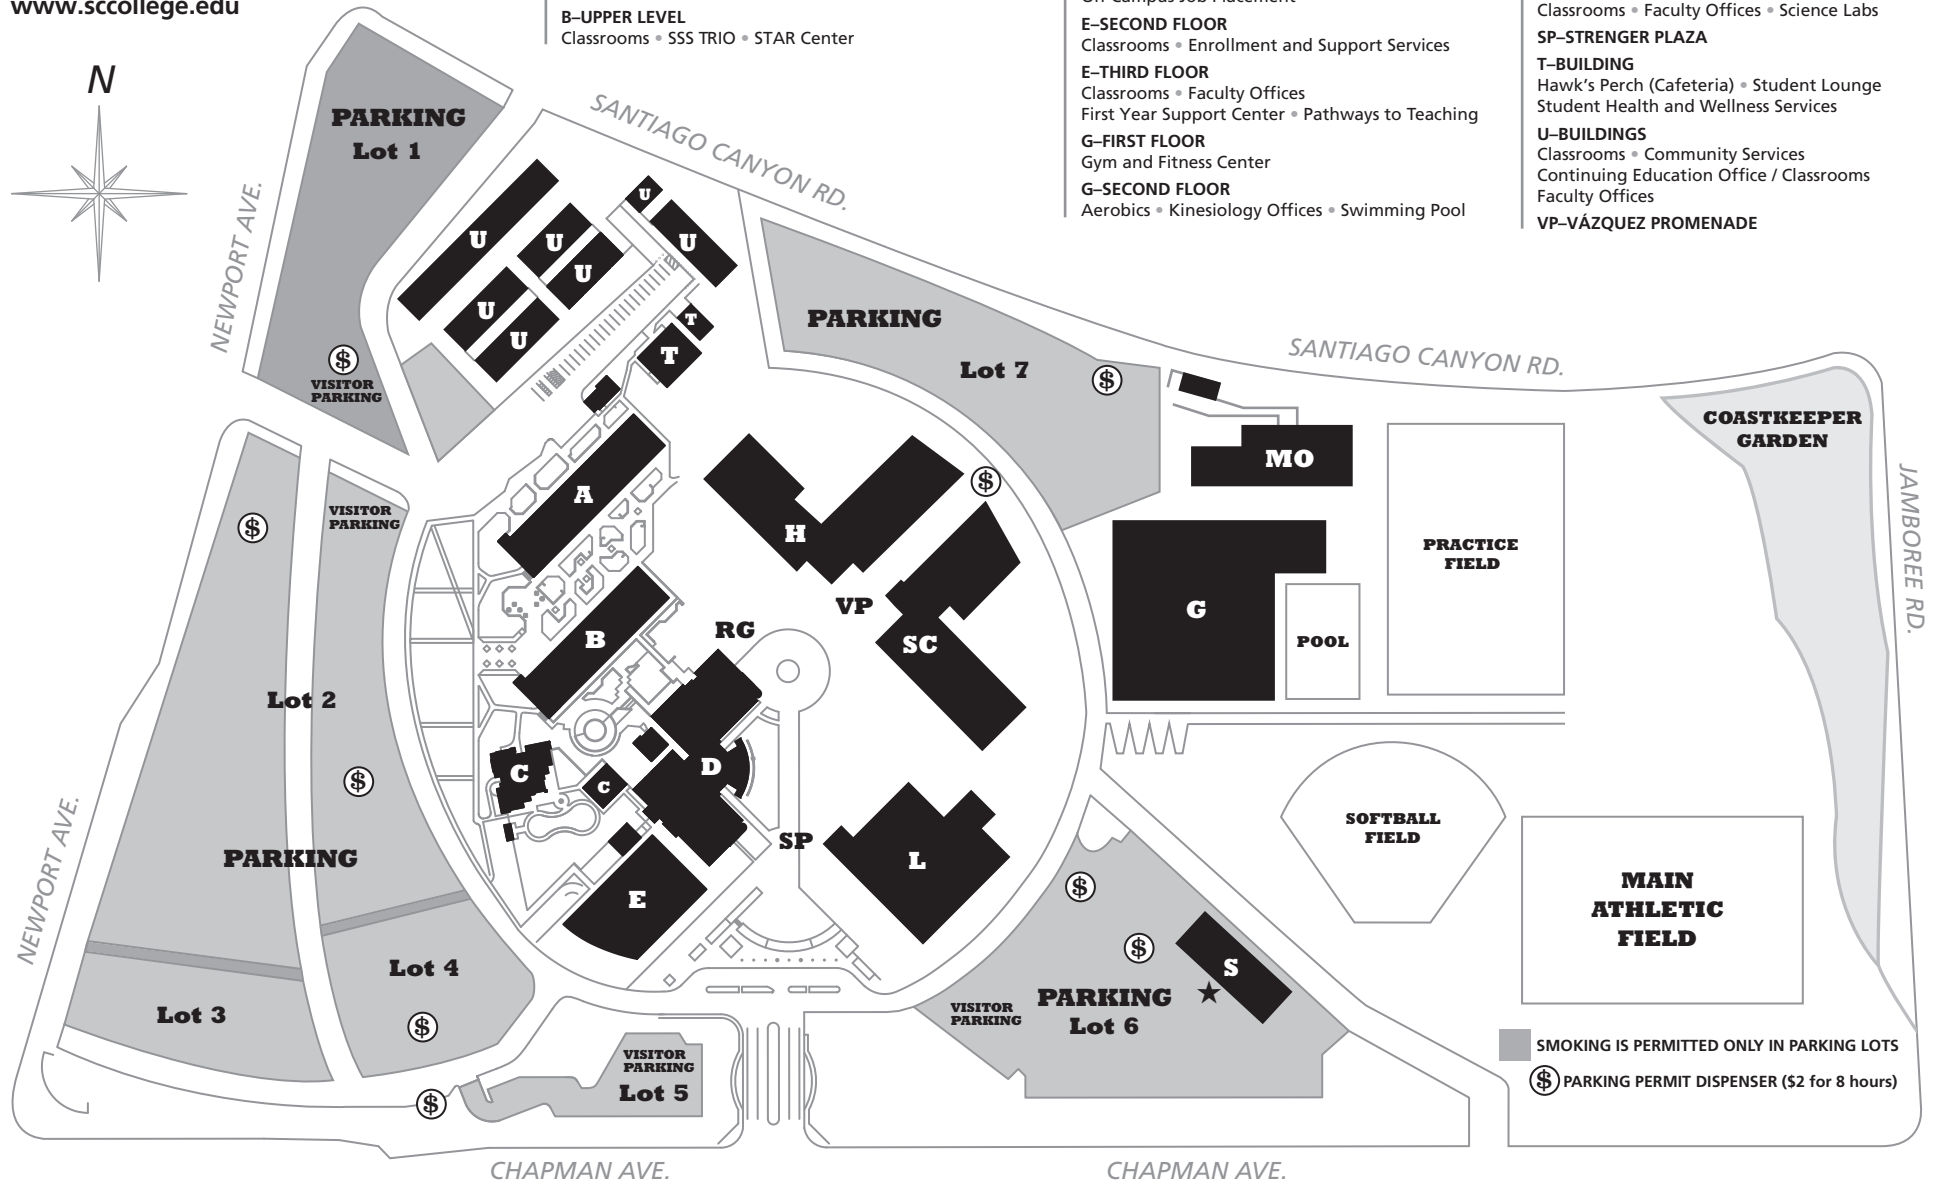 www.sccollege.edu
B–UPPER LEVEL
Classrooms • SSS TRIO • STAR Center
E–SECOND FLOOR
Classrooms • Enrollment and Support Services
E–THIRD FLOOR
Classrooms • Faculty Offices
First Year Support Center • Pathways to Teaching
G–FIRST FLOOR
Gym and Fitness Center
G–SECOND FLOOR
Aerobics • Kinesiology Offices • Swimming Pool
Classrooms • Faculty Offices • Science Labs
SP–STRENGER PLAZA
T–BUILDING
Hawk's Perch (Cafeteria) • Student Lounge
Student Health and Wellness Services
U–BUILDINGS
Classrooms • Community Services
Continuing Education Office / Classrooms
Faculty Offices
VP–VÁZQUEZ PROMENADE
N
PARKING
Lot 1
NEWPORT AVE.
$
VISITOR
PARKING
SANTIAGO CANYON RD.
U
U
U
U
U
U
U
T
T
PARKING
Lot 7
$
SANTIAGO CANYON RD.
COASTKEEPER
GARDEN
JAMBOREE RD.
MO
PRACTICE
FIELD
G
POOL
$
VISITOR
PARKING
A
H
$
VP
RG
B
SC
Lot 2
C
C
D
$
SP
L
E
PARKING
NEWPORT AVE.
SOFTBALL
FIELD
MAIN
ATHLETIC
FIELD
$
$
S
★
VISITOR
PARKING
PARKING
Lot 6
Lot 4
$
Lot 3
VISITOR
PARKING
Lot 5
$
SMOKING IS PERMITTED ONLY IN PARKING LOTS
$ PARKING PERMIT DISPENSER ($2 for 8 hours)
CHAPMAN AVE.
CHAPMAN AVE.